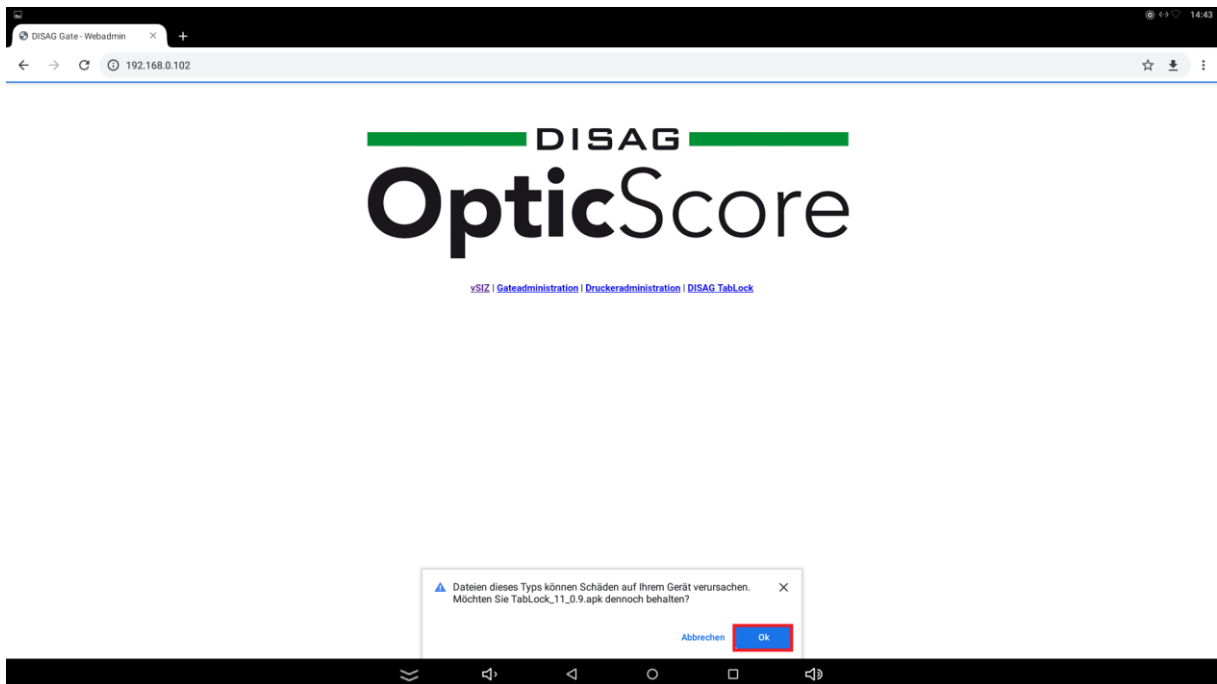 14:43
DISAG Gate - Webadmin
192.168.0.102
DISAG
OpticScore
vSIZ | Gateadministration | Druckeradministration | DISAG TabLock
Dateien dieses Typs können Schäden auf Ihrem Gerät verursachen.
Möchten Sie TabLock_11_0.9.apk dennoch behalten?
Abbrechen Ok